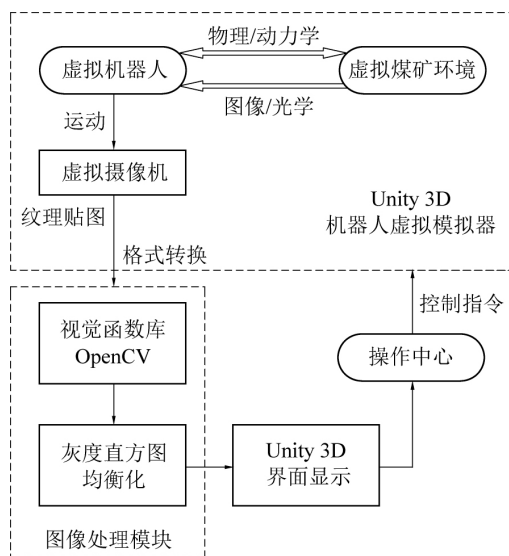 物理/动力学
虚拟机器人
虚拟煤矿环境
图像/光学
运动
虚拟摄像机
纹理贴图
Unity 3D
机器人虚拟模拟器
格式转换
控制指令
视觉函数库
OpenCV
操作中心
灰度直方图
均衡化
Unity 3D
界面显示
图像处理模块